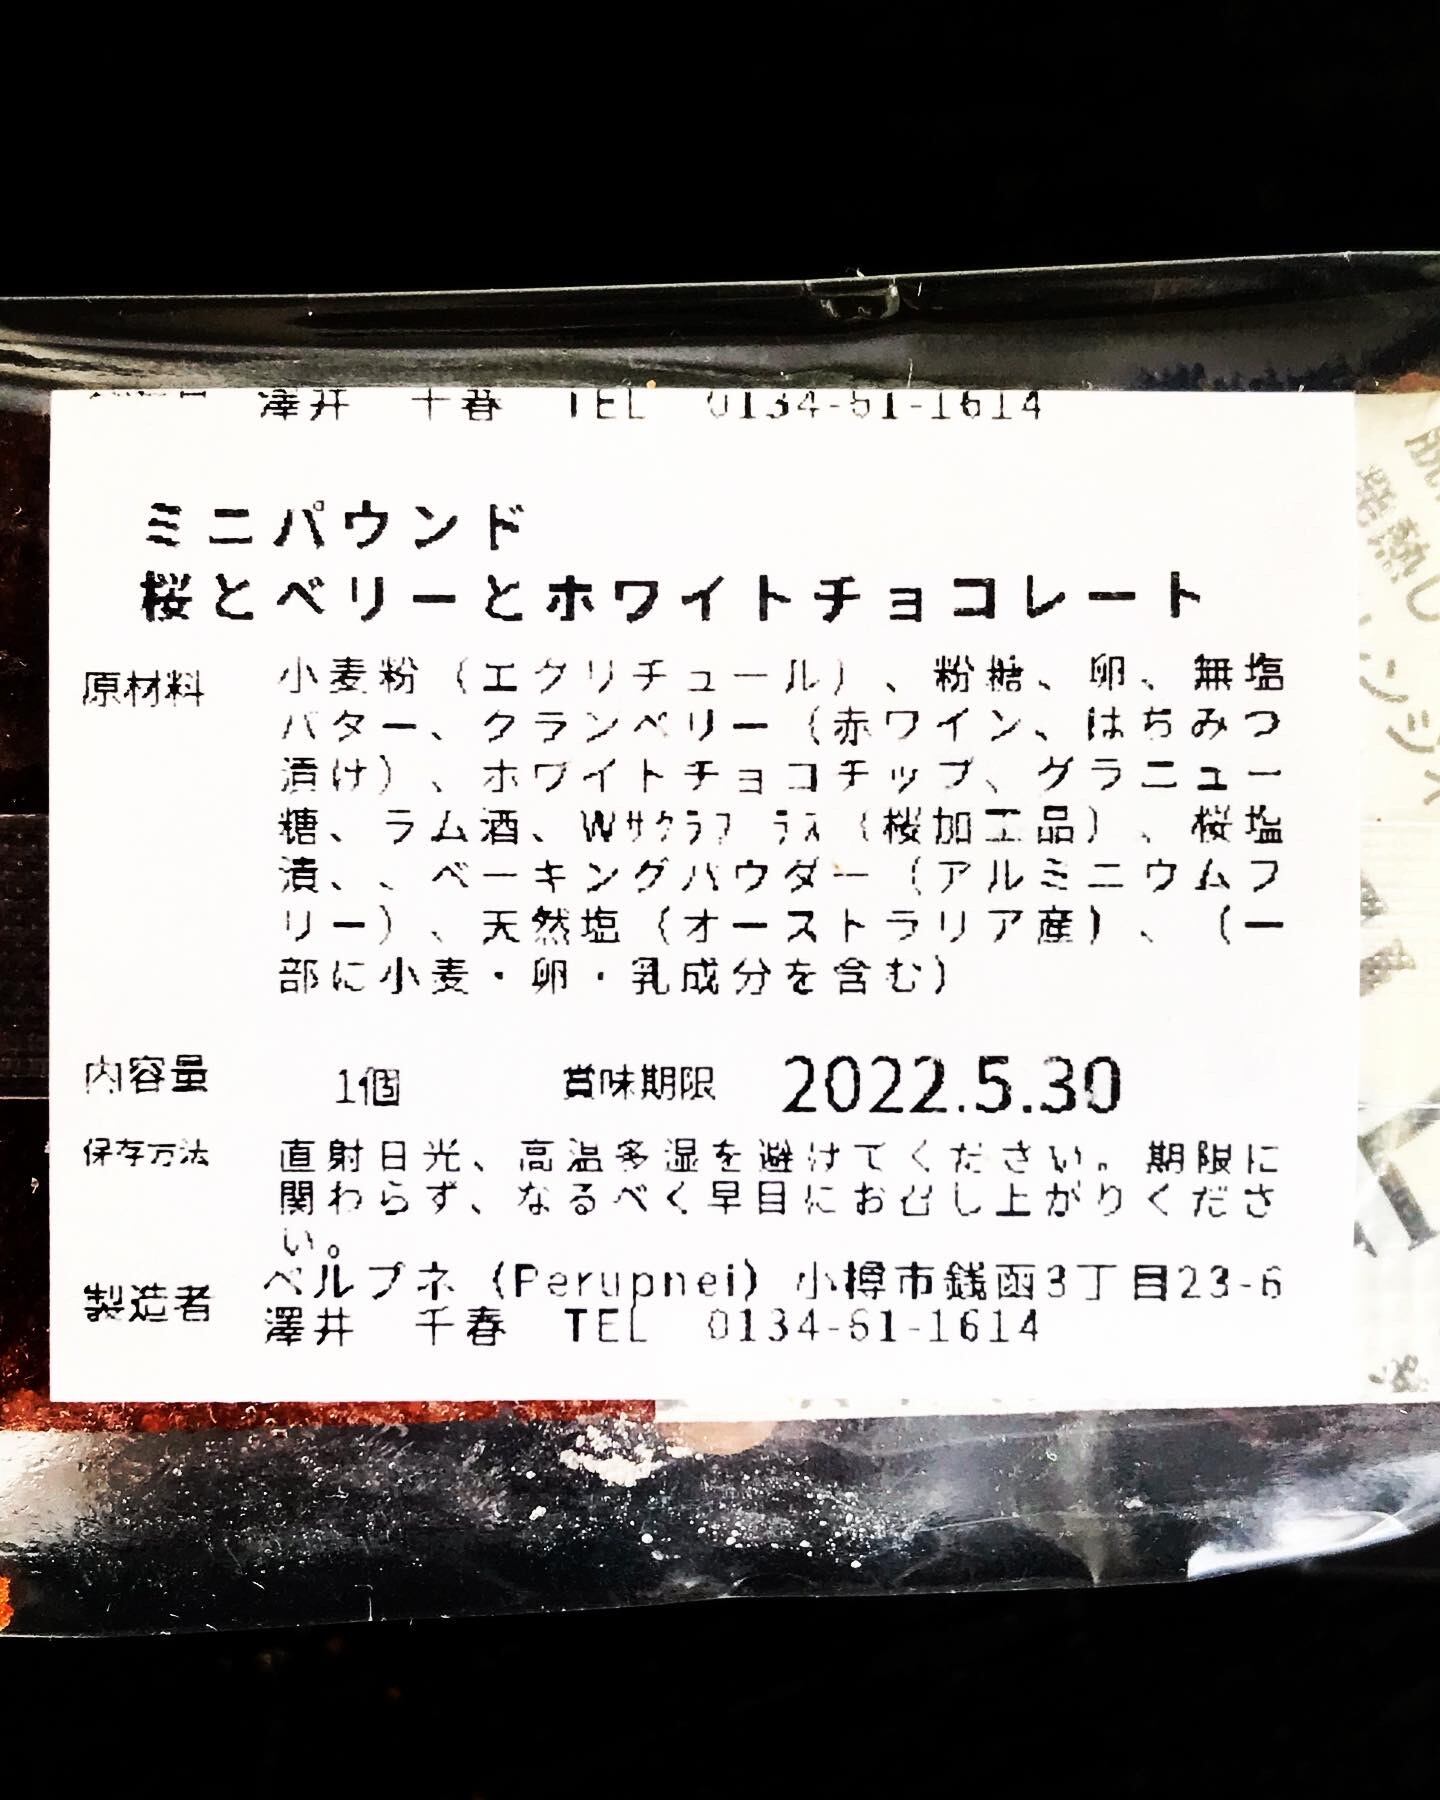 澤井　千春　TEL　0134-61-1614
ミニパウンド
桜とベリーとホワイトチョコレート
原材料
小麦粉（エクリチュール）、粉糖、卵、無塩
バター、クランベリー（赤ワイン、はちみつ
漬け）、ホワイトチョコチップ、グラニュー
糖、ラム酒、Wｻｸﾗﾌ ﾗｽ（桜加工品）、桜塩
漬、、ベーキングパウダー（アルミニウムフ
リー）、天然塩（オーストラリア産）、（一
部に小麦・卵・乳成分を含む）
内容量　1個　賞味期限　2022.5.30
保存方法
直射日光、高温多湿を避けてください。期限に
関わらず、なるべく早目にお召し上がりくださ
い。
製造者
ペルプネ（Perupnei）小樽市銭函3丁目23-6
澤井　千春　TEL　0134-61-1614
発熱し